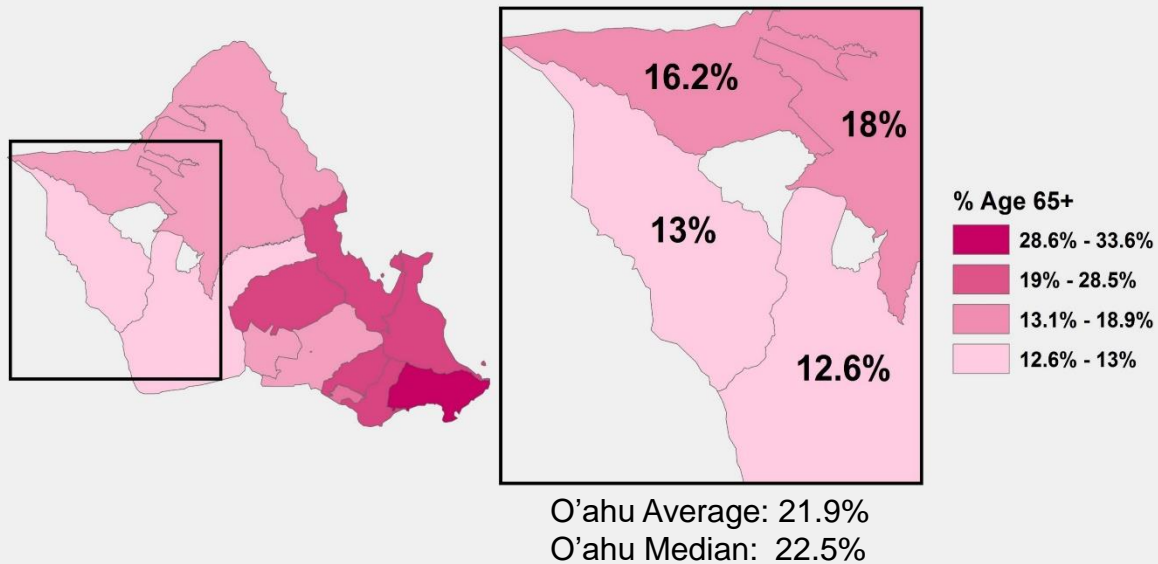 16.2%
18%
13%
12.6%
% Age 65+
28.6% - 33.6%
19% - 28.5%
13.1% - 18.9%
12.6% - 13%
O’ahu Average: 21.9%
O’ahu Median:  22.5%